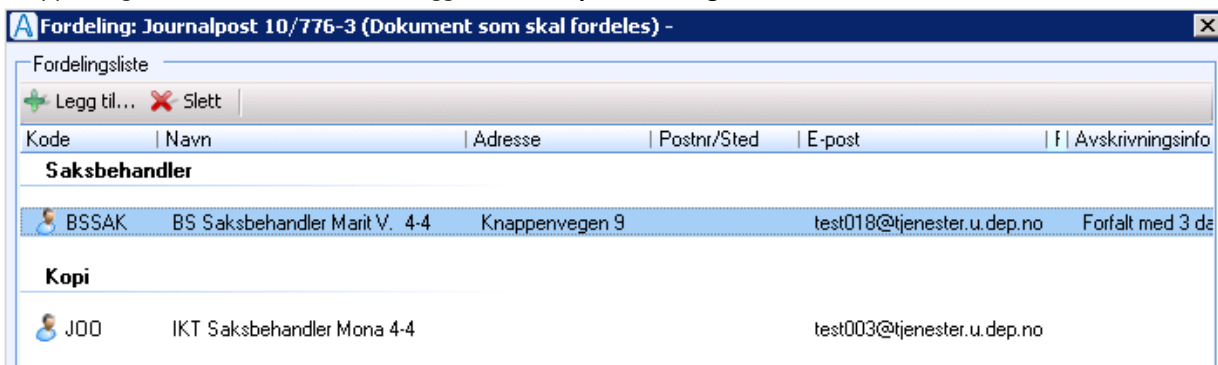 Fordeling: Journalpost 10/776-3 (Dokument som skal fordeles) -
Fordelingsliste
Legg til... Slett
Kode Navn Adresse Postnr/Sted E-post F Avskrivningsinfo
Saksbehandler
BSSAK BS Saksbehandler Marit V. 4-4 Knappenvegen 9 test018@tjenester.u.dep.no Forfalt med 3 da
Kopi
JOO IKT Saksbehandler Mona 4-4 test003@tjenester.u.dep.no